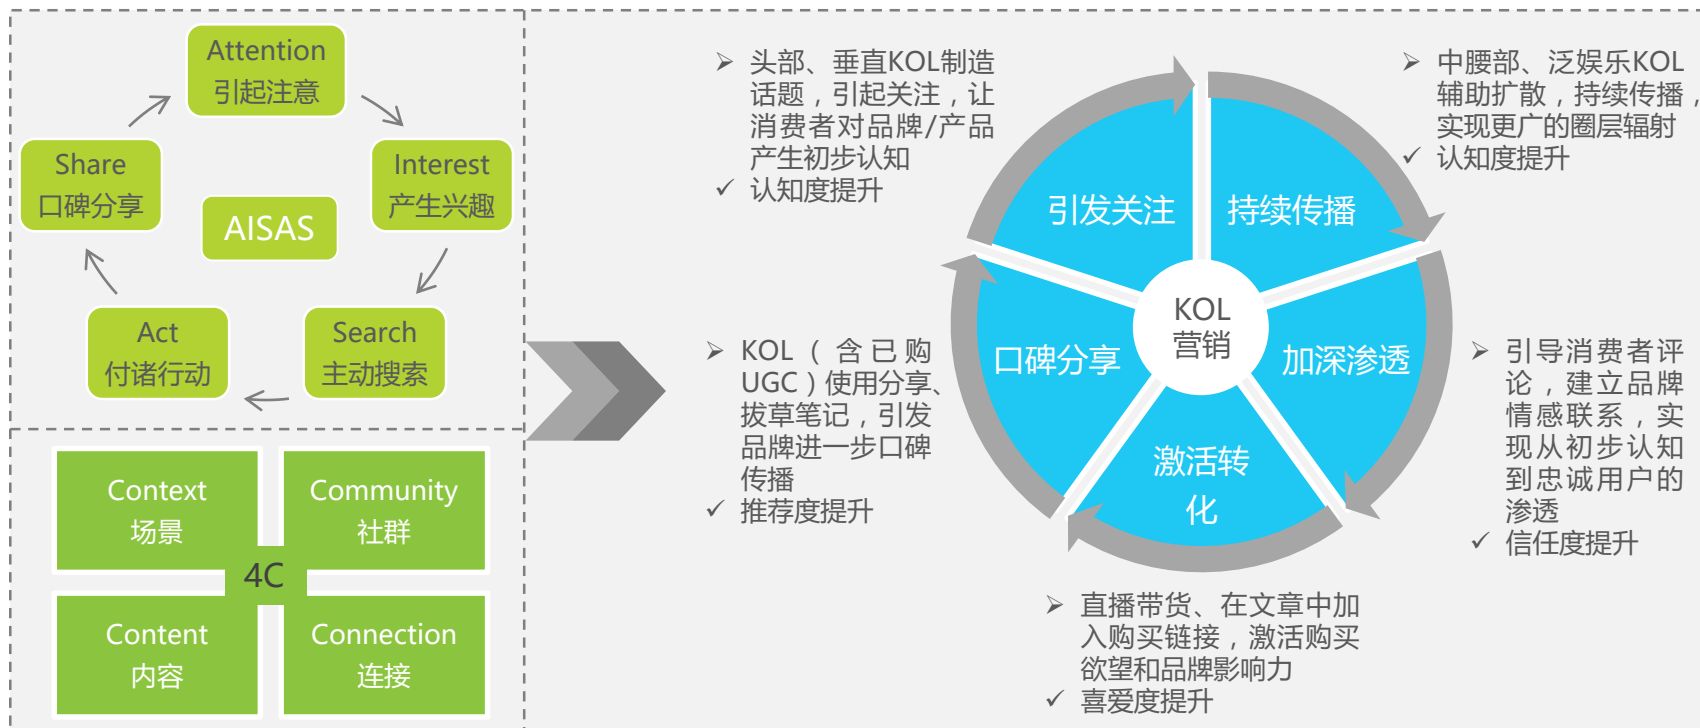 Attention
引起注意
Share
口碑分享
Interest
产生兴趣
AISAS
Act
付诸行动
Search
主动搜索
Context
场景
Community
社群
4C
Content
内容
Connection
连接
➢ 头部、垂直KOL制造
话题，引起关注，让
消费者对品牌/产品
产生初步认知
✓ 认知度提升
➢ 中腰部、泛娱乐KOL
辅助扩散，持续传播，
实现更广的圈层辐射
✓ 认知度提升
引发关注
持续传播
KOL
营销
口碑分享
加深渗透
激活转
化
➢ KOL（含已购
UGC）使用分享、
拔草笔记，引发
品牌进一步口碑
传播
✓ 推荐度提升
➢ 引导消费者评
论，建立品牌
情感联系，实
现从初步认知
到忠诚用户的
渗透
✓ 信任度提升
➢ 直播带货、在文章中加
入购买链接，激活购买
欲望和品牌影响力
✓ 喜爱度提升